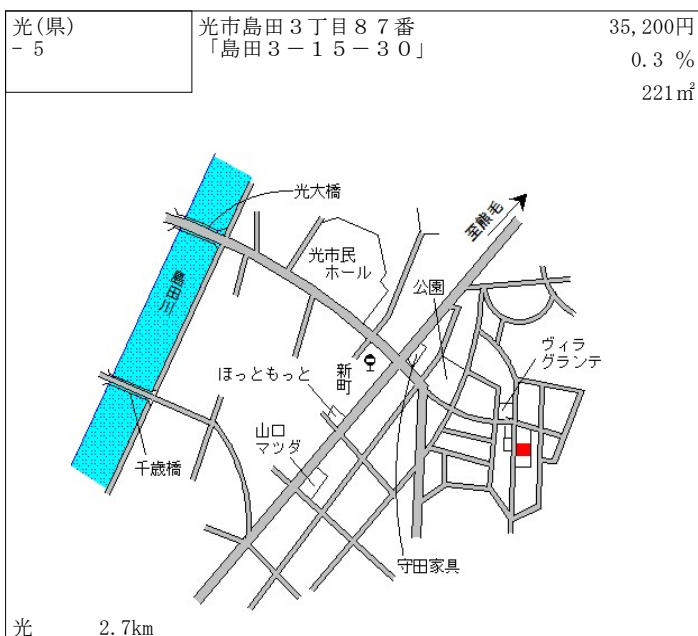 光(県)
- 5
光市島田３丁目８７番
「島田３－１５－３０」
35,200円
0.3 %
221㎡
光大橋
至熊毛
光市民
ホール
島田川
公園
ヴィラ
グランテ
新町
ほっともっと
山口
マツダ
千歳橋
守田家具
光 2.7km